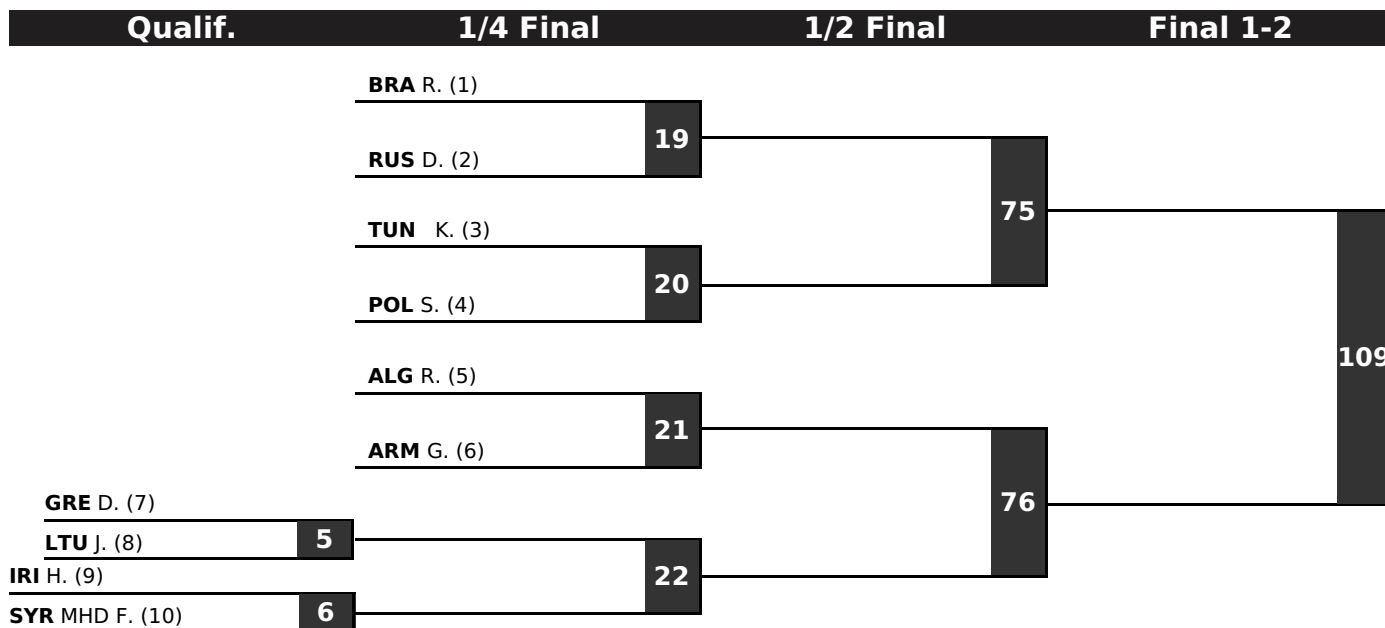 Qualif. 1/4 Final 1/2 Final Final 1-2
BRA R. (1)
19
RUS D. (2)
75
TUN K. (3)
20
POL S. (4)
109
ALG R. (5)
21
ARM G. (6)
76
GRE D. (7)
5
LTU J. (8)
22
IRI H. (9)
6
SYR MHD F. (10)